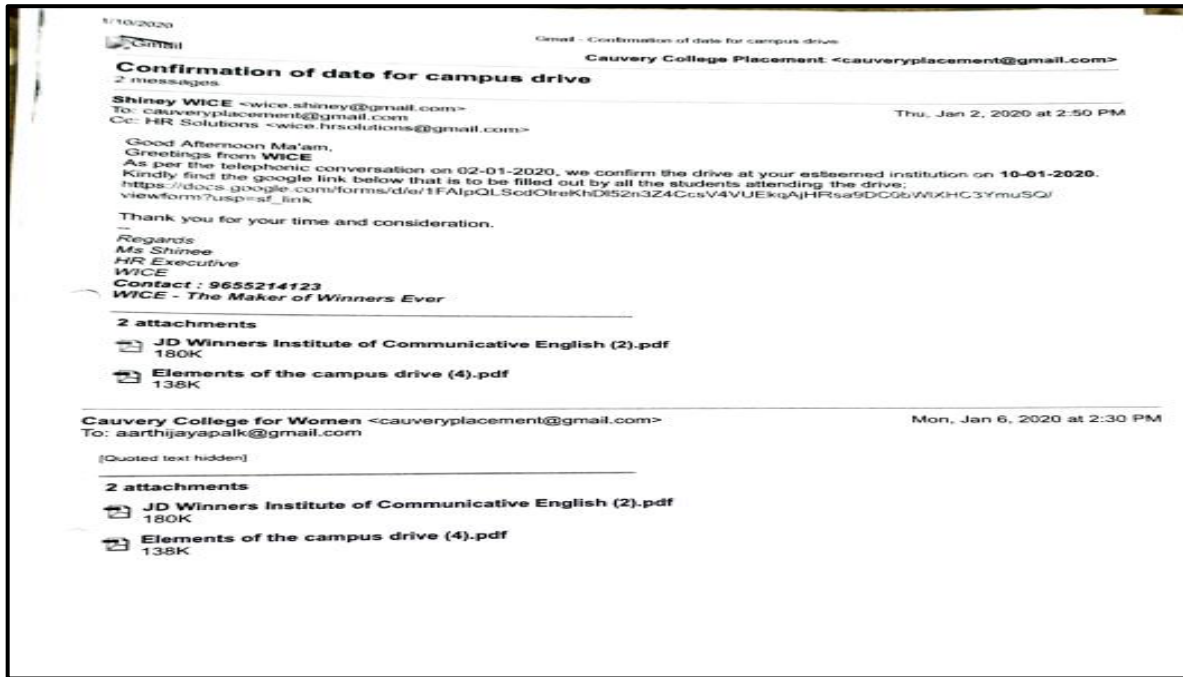 1/10/2020
Gmail
Gmail - Confirmation of date for campus drive
Cauvery College Placement <cauveryplacement@gmail.com>
Confirmation of date for campus drive
2 messages
Shiney WICE <wice.shiney@gmail.com>
Thu, Jan 2, 2020 at 2:50 PM
To: cauveryplacement@gmail.com
Cc: HR Solutions <wice.hrsolutions@gmail.com>
Good Afternoon Ma'am,
Greetings from WICE
As per the telephonic conversation on 02-01-2020, we confirm the drive at your esteemed institution on 10-01-2020.
Kindly find the google link below that is to be filled out by all the students attending the drive:
viewform?usp=sf_link
Thank you for your time and consideration.
--
Regards
Ms Shinee
HR Executive
WICE
Contact : 9655214123
WICE - The Maker of Winners Ever
2 attachments
JD Winners Institute of Communicative English (2).pdf
180K
Elements of the campus drive (4).pdf
138K
Cauvery College for Women <cauveryplacement@gmail.com>
Mon, Jan 6, 2020 at 2:30 PM
To: aarthijayapalk@gmail.com
[Quoted text hidden]
2 attachments
JD Winners Institute of Communicative English (2).pdf
180K
Elements of the campus drive (4).pdf
138K